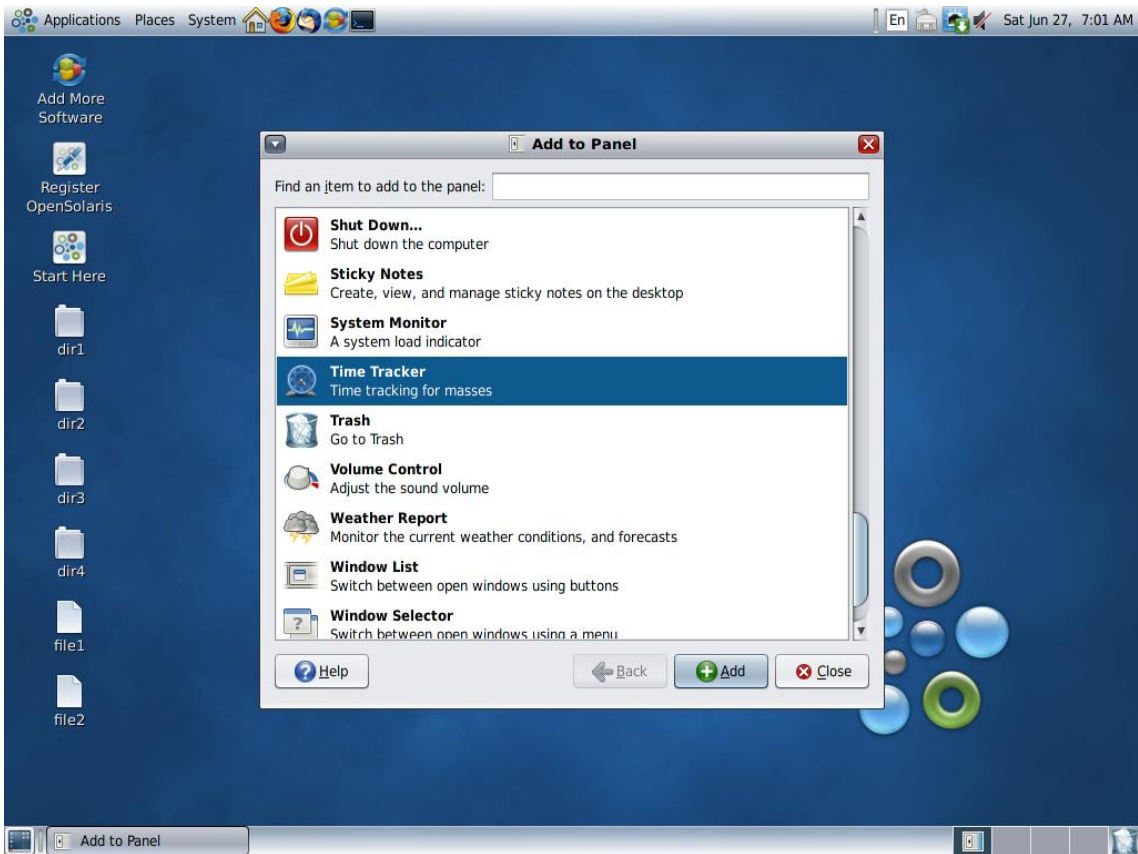 Applications Places System En Sat Jun 27, 7:01 AM
Add More
Software
Register
OpenSolaris
Start Here
dir1
dir2
dir3
dir4
file1
file2
Add to Panel
Find an item to add to the panel:
Shut Down...
Shut down the computer
Sticky Notes
Create, view, and manage sticky notes on the desktop
System Monitor
A system load indicator
Time Tracker
Time tracking for masses
Trash
Go to Trash
Volume Control
Adjust the sound volume
Weather Report
Monitor the current weather conditions, and forecasts
Window List
Switch between open windows using buttons
Window Selector
Switch between open windows using a menu
Help Back Add Close
Add to Panel